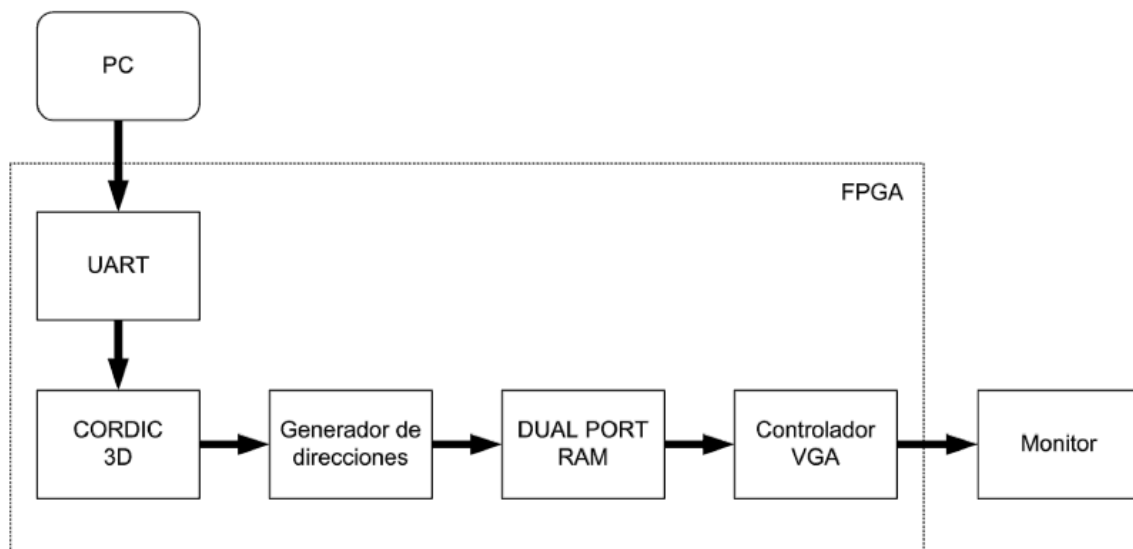 PC
FPGA
UART
CORDIC
3D
Generador de
direcciones
DUAL PORT
RAM
Controlador
VGA
Monitor